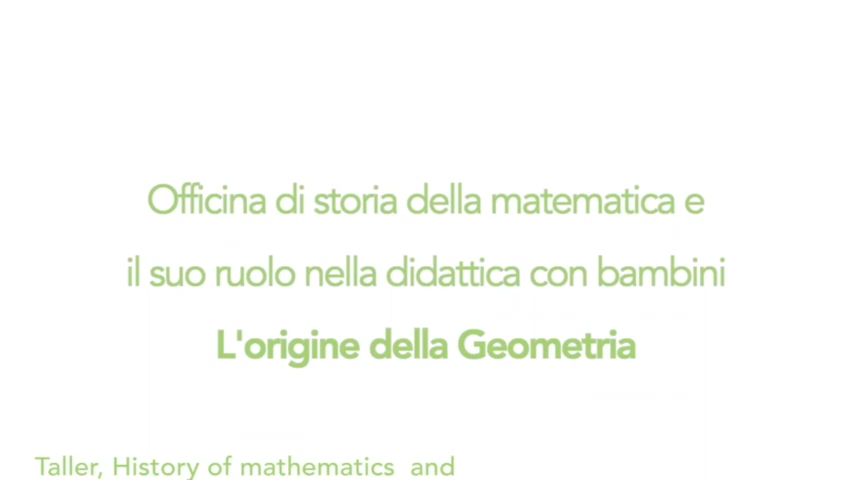 Officina di storia della matematica e
il suo ruolo nella didattica con bambini
L'origine della Geometria
Taller, History of mathematics and